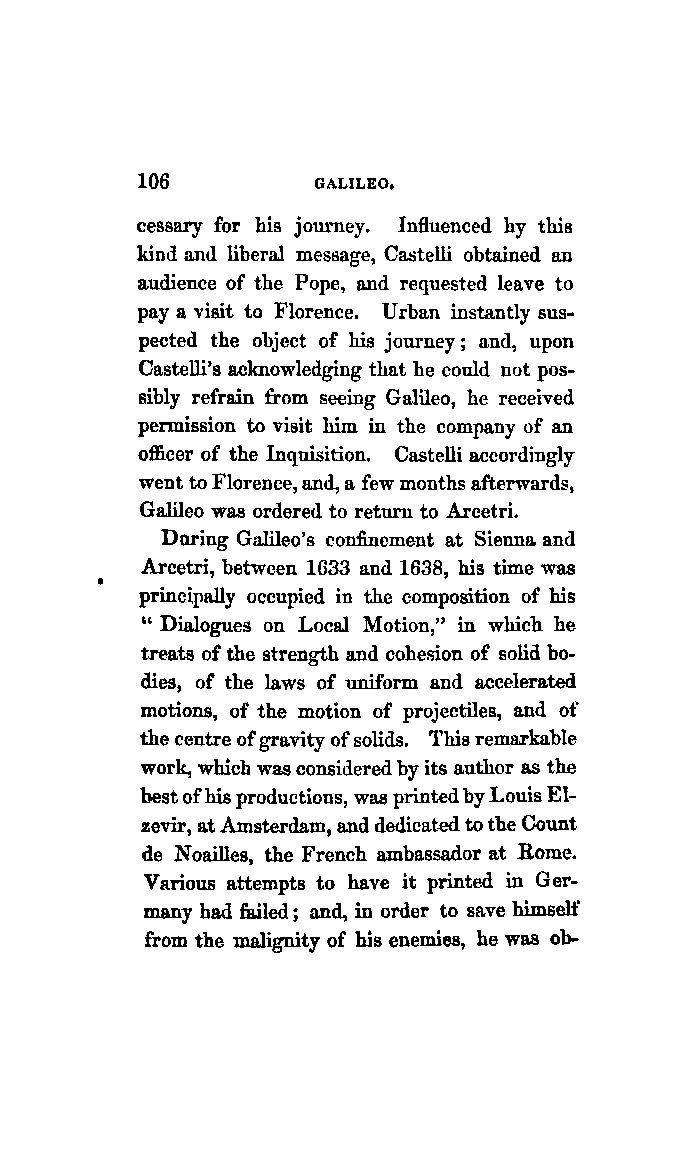 106 GALILEO.
cessary for his journey. Influenced by this
kind and liberal message, Castelli obtained an
audience of the Pope, and requested leave to
pay a visit to Florence. Urban instantly sus-
pected the object of his journey; and, upon
Castelli's acknowledging that he could not pos-
sibly refrain from seeing Galileo, he received
permission to visit him in the company of an
officer of the Inquisition. Castelli accordingly
went to Florence, and, a few months afterwards,
Galileo was ordered to return to Arcetri.
During Galileo's confinement at Sienna and
Arcetri, between 1633 and 1638, his time was
principally occupied in the composition of his
“ Dialogues on Local Motion,” in which he
treats of the strength and cohesion of solid bo-
dies, of the laws of uniform and accelerated
motions, of the motion of projectiles, and of
the centre of gravity of solids. This remarkable
work, which was considered by its author as the
best of his productions, was printed by Louis El-
zevir, at Amsterdam, and dedicated to the Count
de Noailles, the French ambassador at Rome.
Various attempts to have it printed in Ger-
many had failed; and, in order to save himself
from the malignity of his enemies, he was ob-